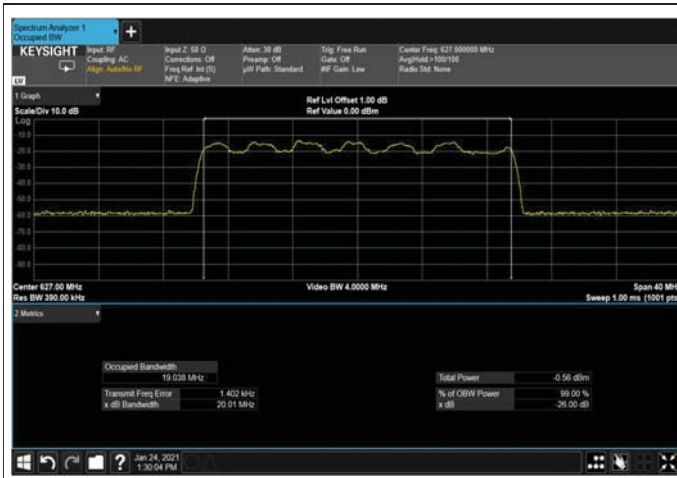 Spectrum Analyzer 1
Occupied BW
+
KEYSIGHT
LV
Input: RF
Coupling: AC
Align: Auto/No RF
Input Z: 50 Ω
Corrections: Off
Freq Ref: Int (S)
NFE: Adaptive
Atten: 30 dB
Preamp: Off
µW Path: Standard
Trig: Free Run
Gate: Off
#IF Gain: Low
Center Freq: 627.000000 MHz
Avg|Hold:>100/100
Radio Std: None
1 Graph
Scale/Div 10.0 dB
Ref Lvl Offset 1.00 dB
Ref Value 0.00 dBm
Log
-10.0
-20.0
-30.0
-40.0
-50.0
-60.0
-70.0
-80.0
-90.0
Center 627.00 MHz
Video BW 4.0000 MHz
Span 40 MH
Res BW 390.00 kHz
Sweep 1.00 ms (1001 pts
2 Metrics
Occupied Bandwidth
19.038 MHz
Total Power -0.56 dBm
Transmit Freq Error 1.402 kHz
% of OBW Power 99.00 %
x dB Bandwidth 20.01 MHz
x dB -26.00 dB
? Jan 24, 2021
1:30:04 PM